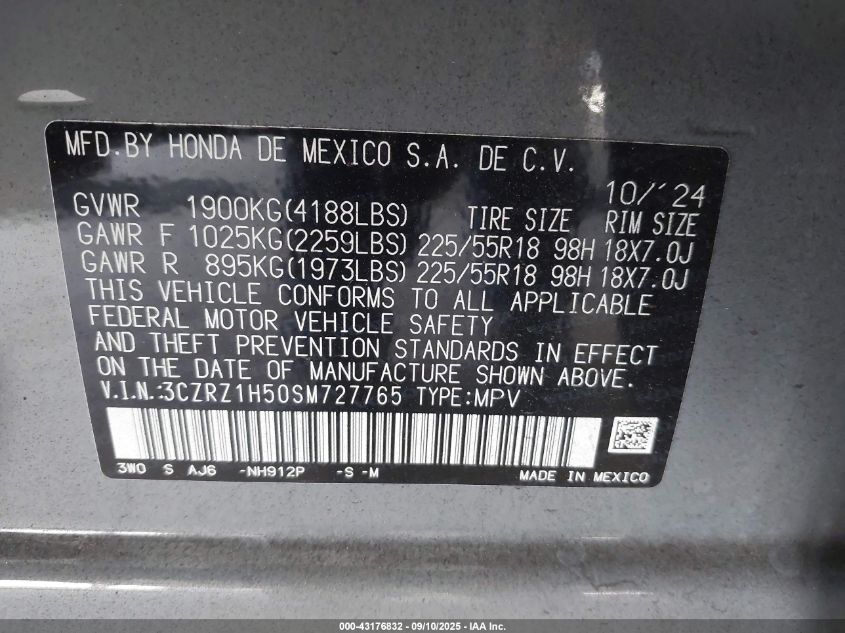 MFD.BY HONDA DE MEXICO S.A. DE C.V.
10/'24
GVWR 1900KG(4188LBS) TIRE SIZE RIM SIZE
GAWR F 1025KG(2259LBS) 225/55R18 98H 18X7.0J
GAWR R 895KG(1973LBS) 225/55R18 98H 18X7.0J
THIS VEHICLE CONFORMS TO ALL APPLICABLE
FEDERAL MOTOR VEHICLE SAFETY
AND THEFT PREVENTION STANDARDS IN EFFECT
ON THE DATE OF MANUFACTURE SHOWN ABOVE.
V.I.N.:3CZRZ1H50SM727765 TYPE:MPV
3W0 S AJ6 -NH912P -S -M MADE IN MEXICO
000-43176832 - 09/10/2025 - IAA Inc.